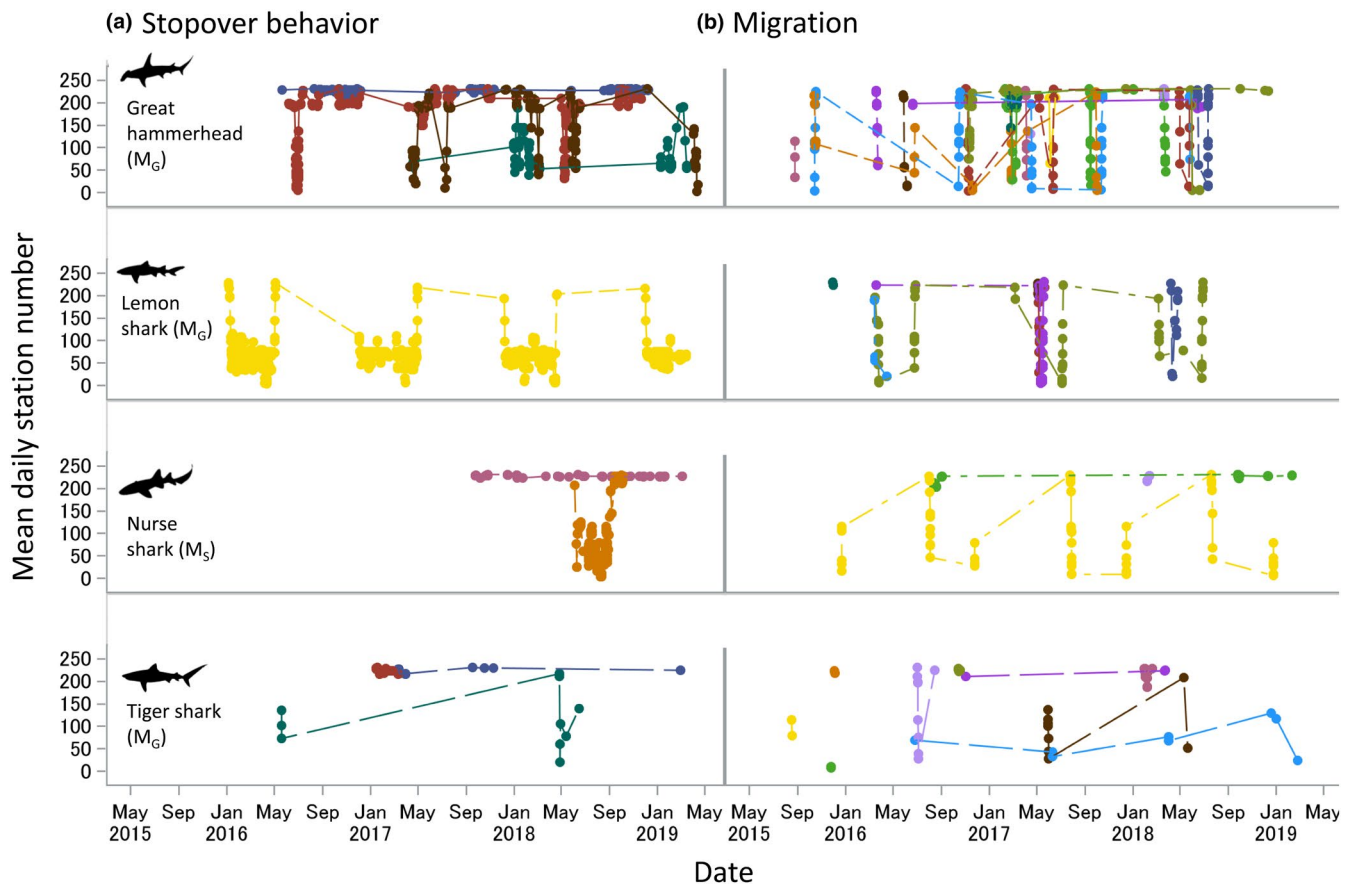 (a) Stopover behavior
(b) Migration
Mean daily station number
250
200
150
100
50
0
Great
hammerhead
(MG)
250
200
150
100
50
0
Lemon
shark (MG)
250
200
150
100
50
0
Nurse
shark (MS)
250
200
150
100
50
0
Tiger shark
(MG)
May Sep Jan May Sep Jan May Sep Jan May Sep Jan May
2015 2016 2017 2018 2019
May Sep Jan May Sep Jan May Sep Jan May Sep Jan May
2015 2016 2017 2018 2019
Date